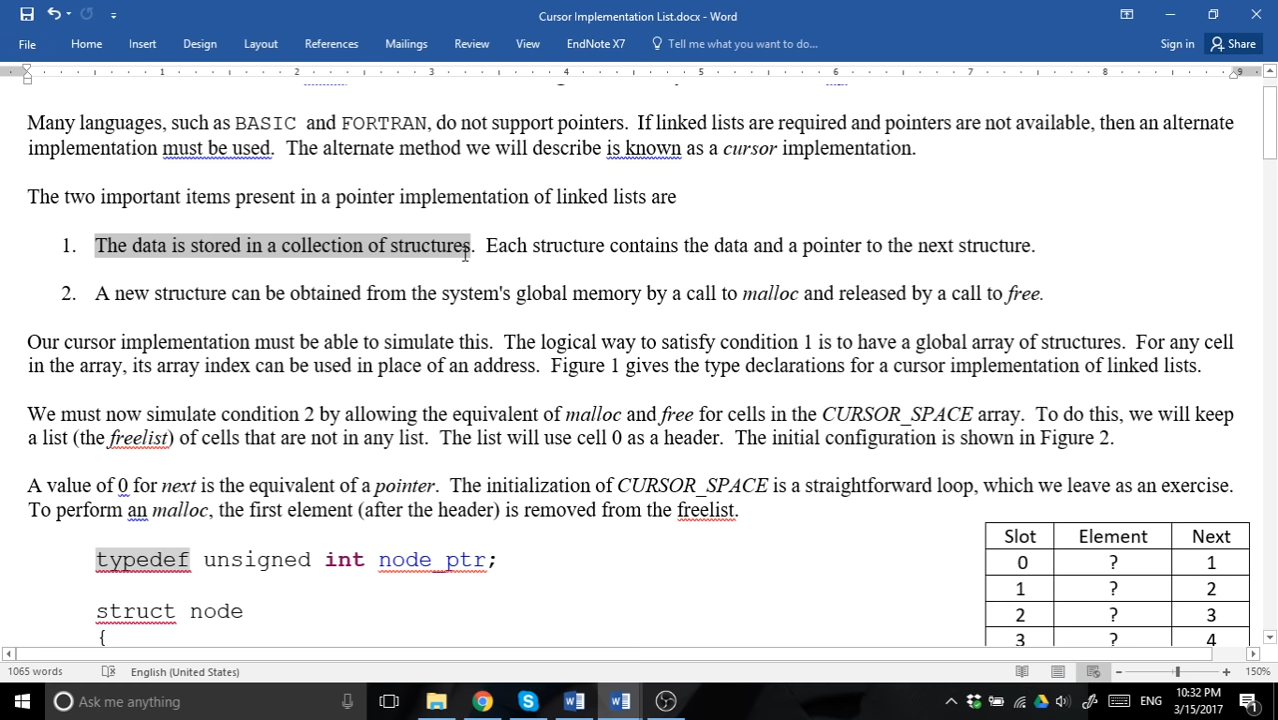 Cursor Implementation List.docx - Word
File Home Insert Design Layout References Mailings Review View EndNote X7 Tell me what you want to do... Sign in Share
1 2 3 4 5 6 7 8 9
Many languages, such as BASIC and FORTRAN, do not support pointers. If linked lists are required and pointers are not available, then an alternate
implementation must be used. The alternate method we will describe is known as a cursor implementation.
The two important items present in a pointer implementation of linked lists are
1. The data is stored in a collection of structures. Each structure contains the data and a pointer to the next structure.
2. A new structure can be obtained from the system's global memory by a call to malloc and released by a call to free.
Our cursor implementation must be able to simulate this. The logical way to satisfy condition 1 is to have a global array of structures. For any cell
in the array, its array index can be used in place of an address. Figure 1 gives the type declarations for a cursor implementation of linked lists.
We must now simulate condition 2 by allowing the equivalent of malloc and free for cells in the CURSOR_SPACE array. To do this, we will keep
a list (the freelist) of cells that are not in any list. The list will use cell 0 as a header. The initial configuration is shown in Figure 2.
A value of 0 for next is the equivalent of a pointer. The initialization of CURSOR_SPACE is a straightforward loop, which we leave as an exercise.
To perform an malloc, the first element (after the header) is removed from the freelist.
typedef unsigned int node_ptr;
struct node
{
Slot Element Next
0 ? 1
1 ? 2
2 ? 3
3 ? 4
1065 words English (United States) 150%
Ask me anything ENG 10:32 PM
3/15/2017
1